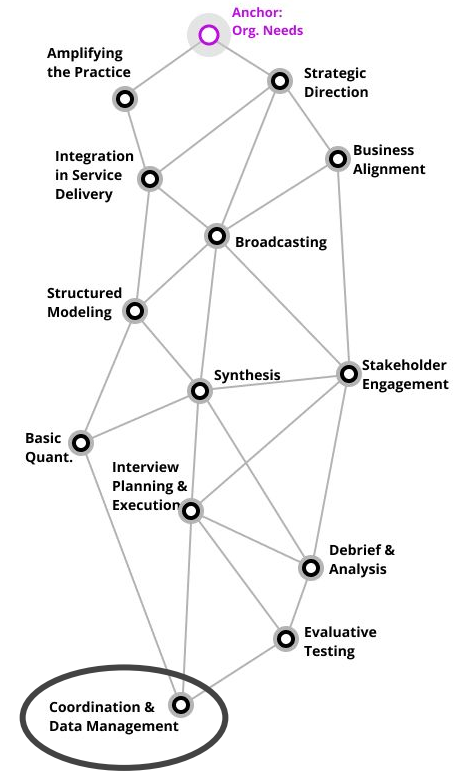 Anchor:
Org. Needs
Amplifying
the Practice
Strategic
Direction
Integration
in Service
Delivery
Business
Alignment
Broadcasting
Structured
Modeling
Synthesis
Stakeholder
Engagement
Basic
Quant.
Interview
Planning &
Execution
Debrief &
Analysis
Evaluative
Testing
Coordination &
Data Management